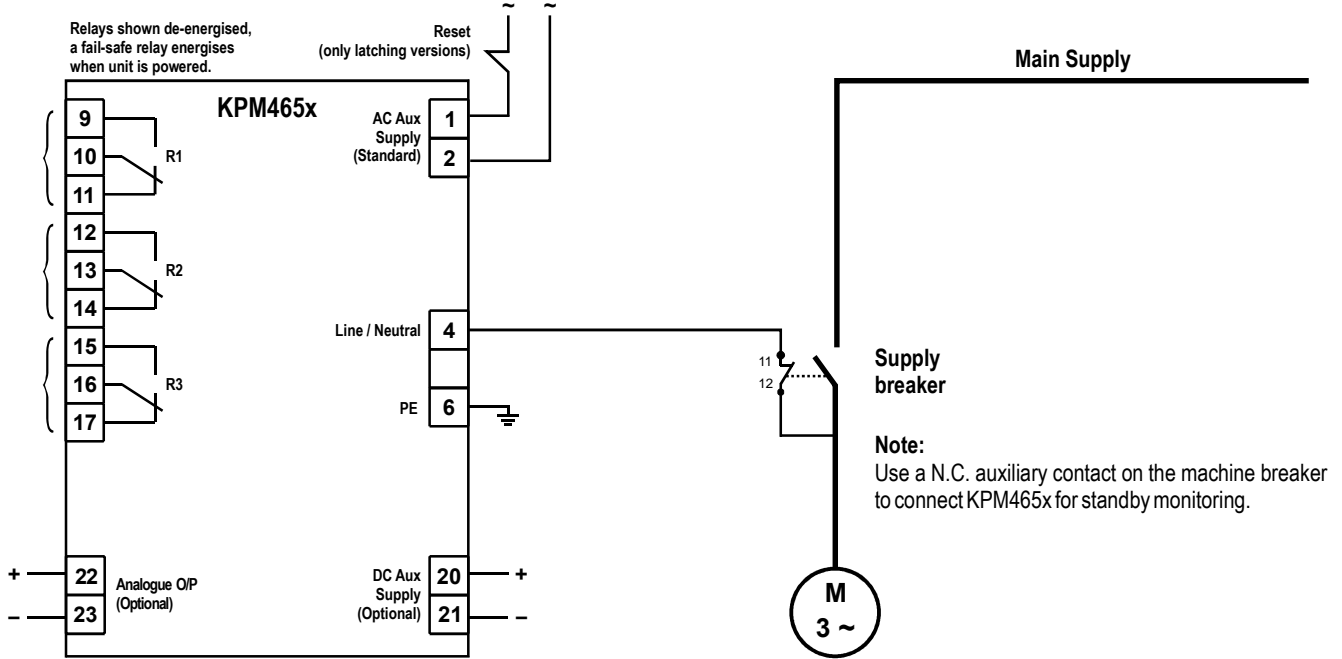 ~ ~
Relays shown de-energised,
a fail-safe relay energises
when unit is powered.
Reset
(only latching versions)
Main Supply
KPM465x
9
10
11
R1
12
13
14
R2
15
16
17
R3
AC Aux
Supply
(Standard)
1
2
Line / Neutral
4
PE
6
11
12
Supply
breaker
Note:
Use a N.C. auxiliary contact on the machine breaker
to connect KPM465x for standby monitoring.
+
–
22
23
Analogue O/P
(Optional)
DC Aux
Supply
(Optional)
20
21
+
–
M
3 ~